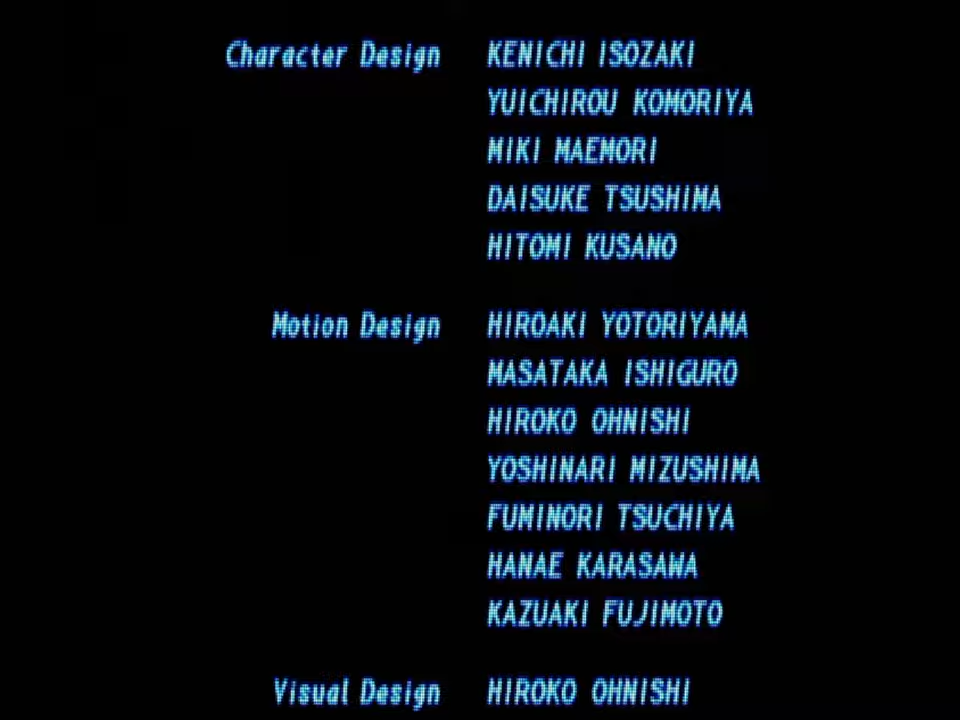 Character Design KENICHI ISOZAKI
YUICHIROU KOMORIYA
MIKI MAEMORI
DAISUKE TSUSHIMA
HITOMI KUSANO
Motion Design HIROAKI YOTORIYAMA
MASATAKA ISHIGURO
HIROKO OHNISHI
YOSHINARI MIZUSHIMA
FUMINORI TSUCHIYA
HANAE KARASAWA
KAZUAKI FUJIMOTO
Visual Design HIROKO OHNISHI